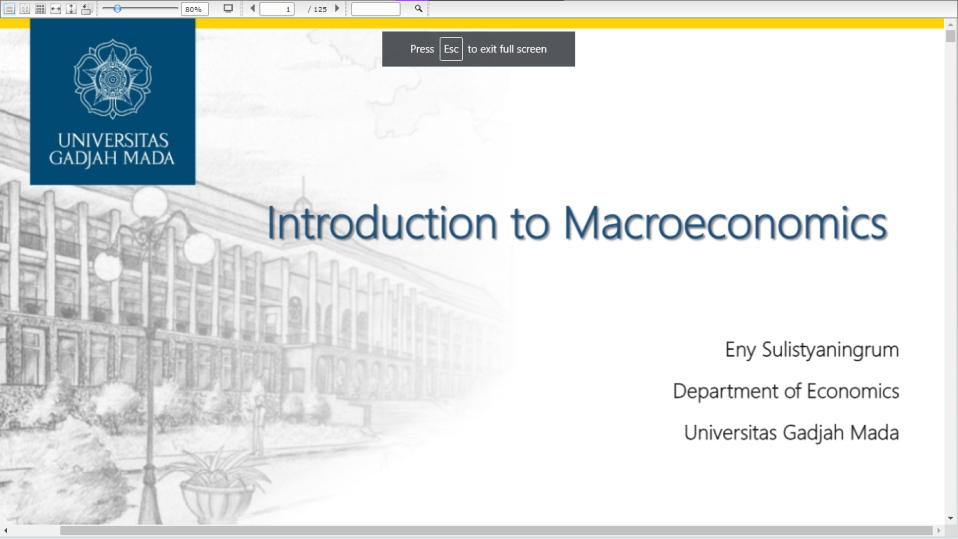 80%
1
/ 125
Press Esc to exit full screen
UNIVERSITAS
GADJAH MADA
Introduction to Macroeconomics
Eny Sulistyaningrum
Department of Economics
Universitas Gadjah Mada